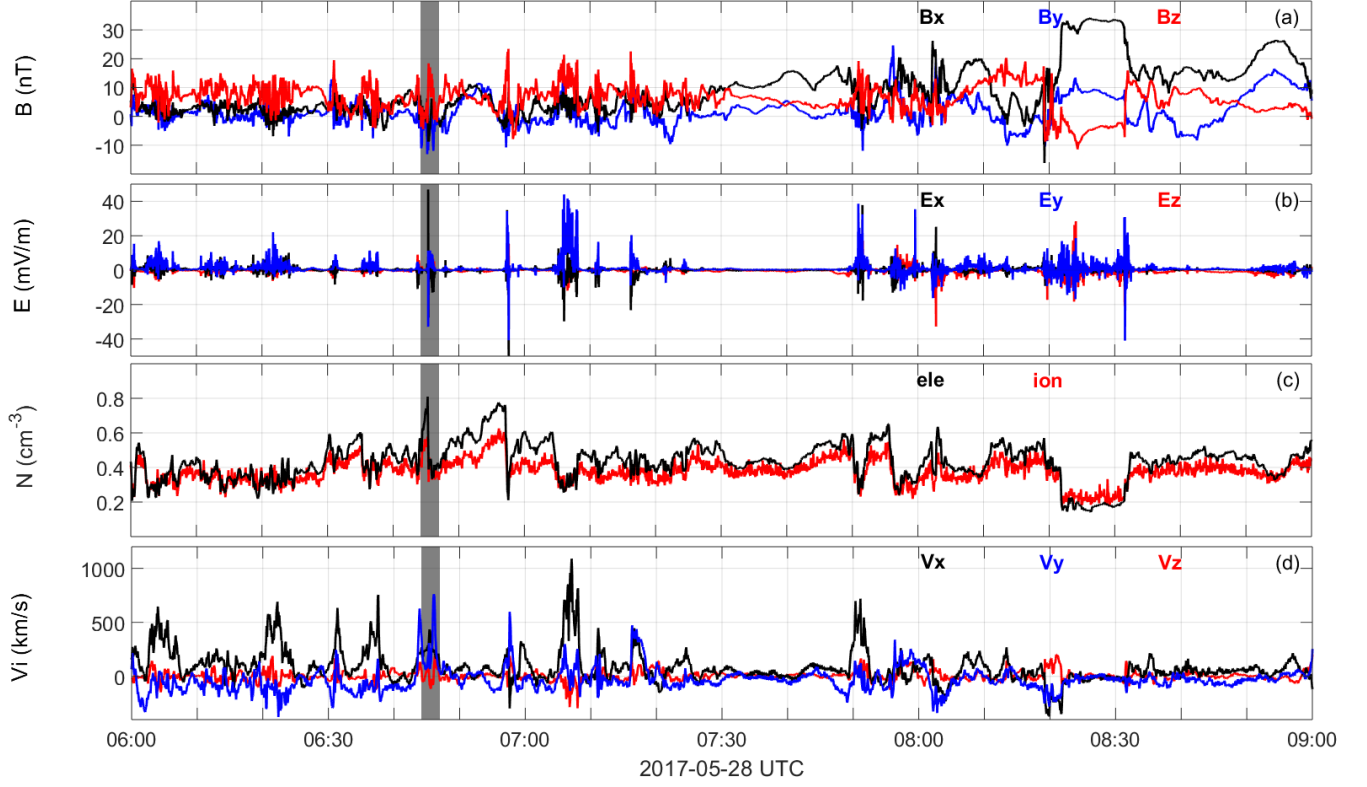 Bx By Bz (a)
B (nT)
30
20
10
0
-10
Ex Ey Ez (b)
E (mV/m)
40
20
0
-20
-40
ele ion (c)
N (cm-3)
0.8
0.6
0.4
0.2
Vx Vy Vz (d)
Vi (km/s)
1000
500
0
06:00 06:30 07:00 07:30 08:00 08:30 09:00
2017-05-28 UTC